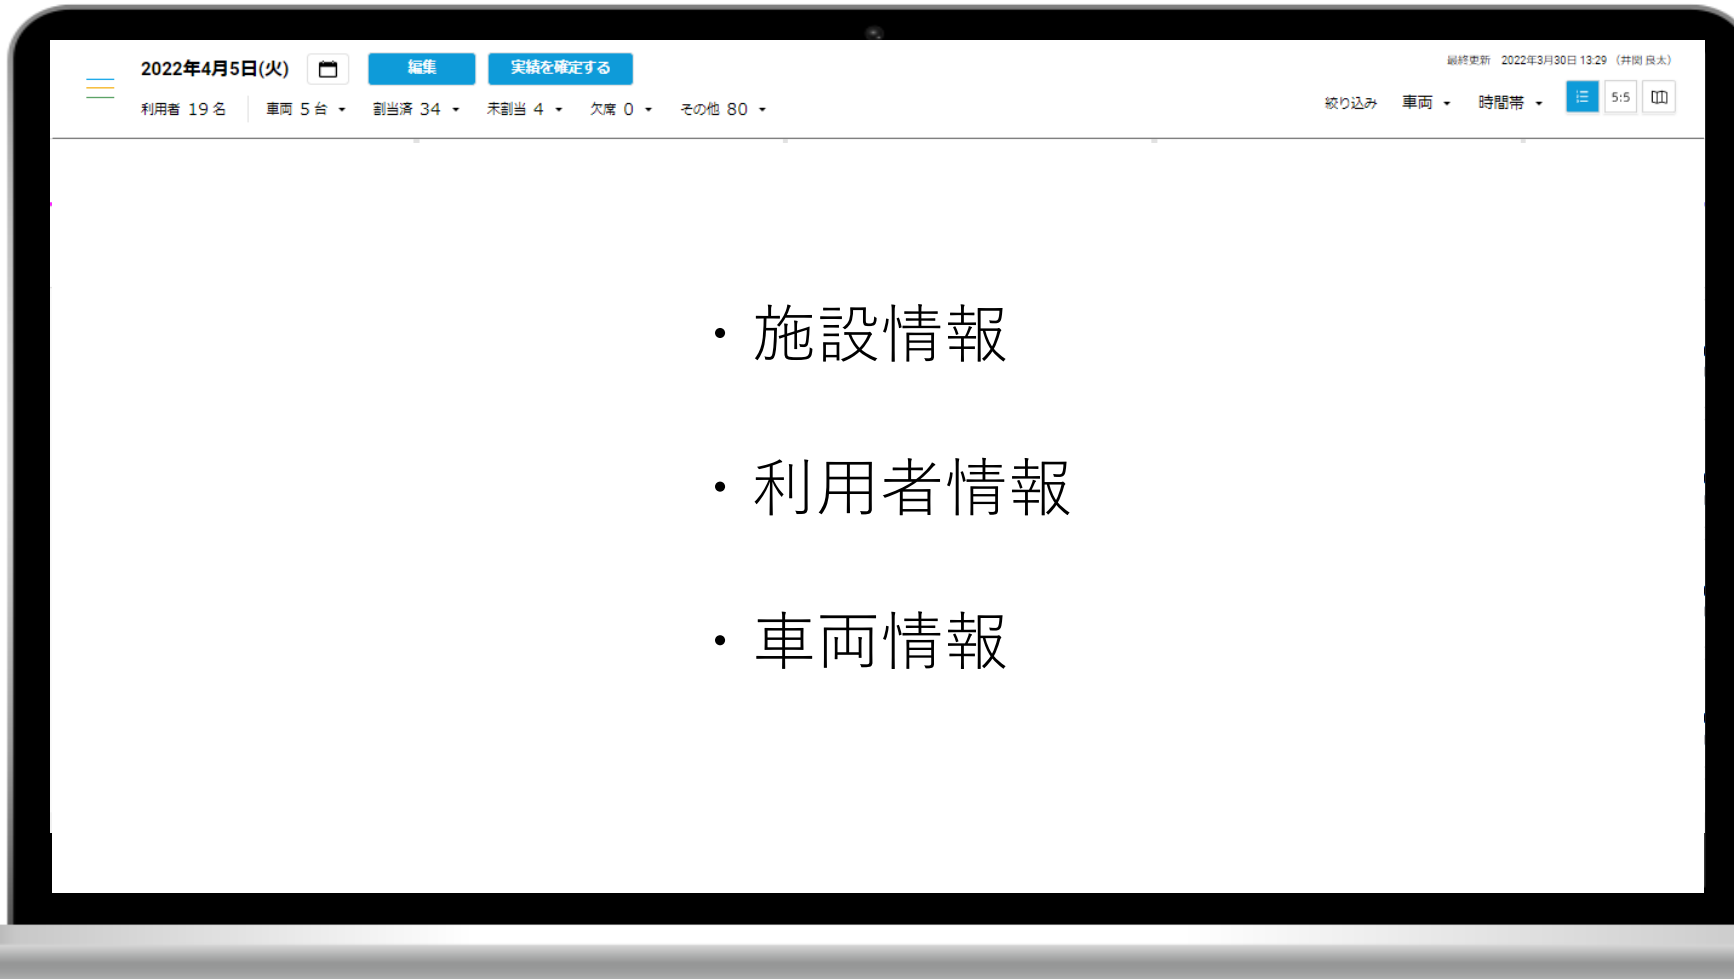 2022年4月5日(火) 編集 実績を確定する
最終更新 2022年3月30日 13:29 (井関 良太)
利用者 19 名 車両 5 台 割当済 34 未割当 4 欠席 0 その他 80
絞り込み 車両 時間帯 5:5
・施設情報
・利用者情報
・車両情報